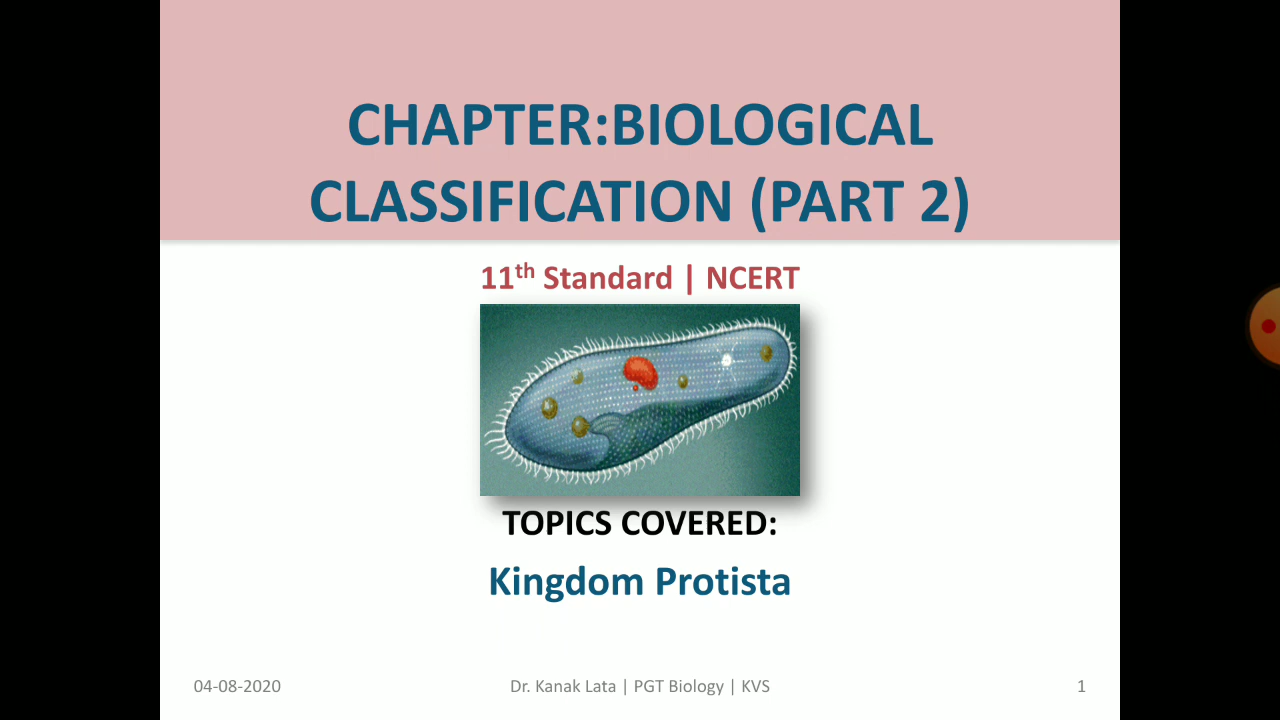 CHAPTER:BIOLOGICAL
CLASSIFICATION (PART 2)
11th Standard | NCERT
TOPICS COVERED:
Kingdom Protista
04-08-2020
Dr. Kanak Lata | PGT Biology | KVS
1